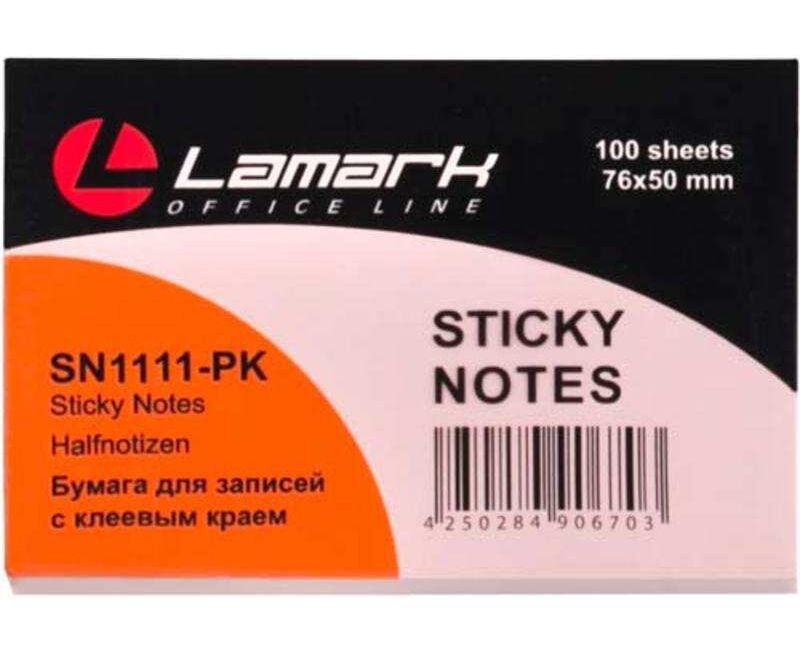 Lamark
OFFICE LINE
100 sheets
76x50 mm
STICKY
NOTES
SN1111-PK
Sticky Notes
Halfnotizen
Бумага для записей
с клеевым краем
4 250284 906703